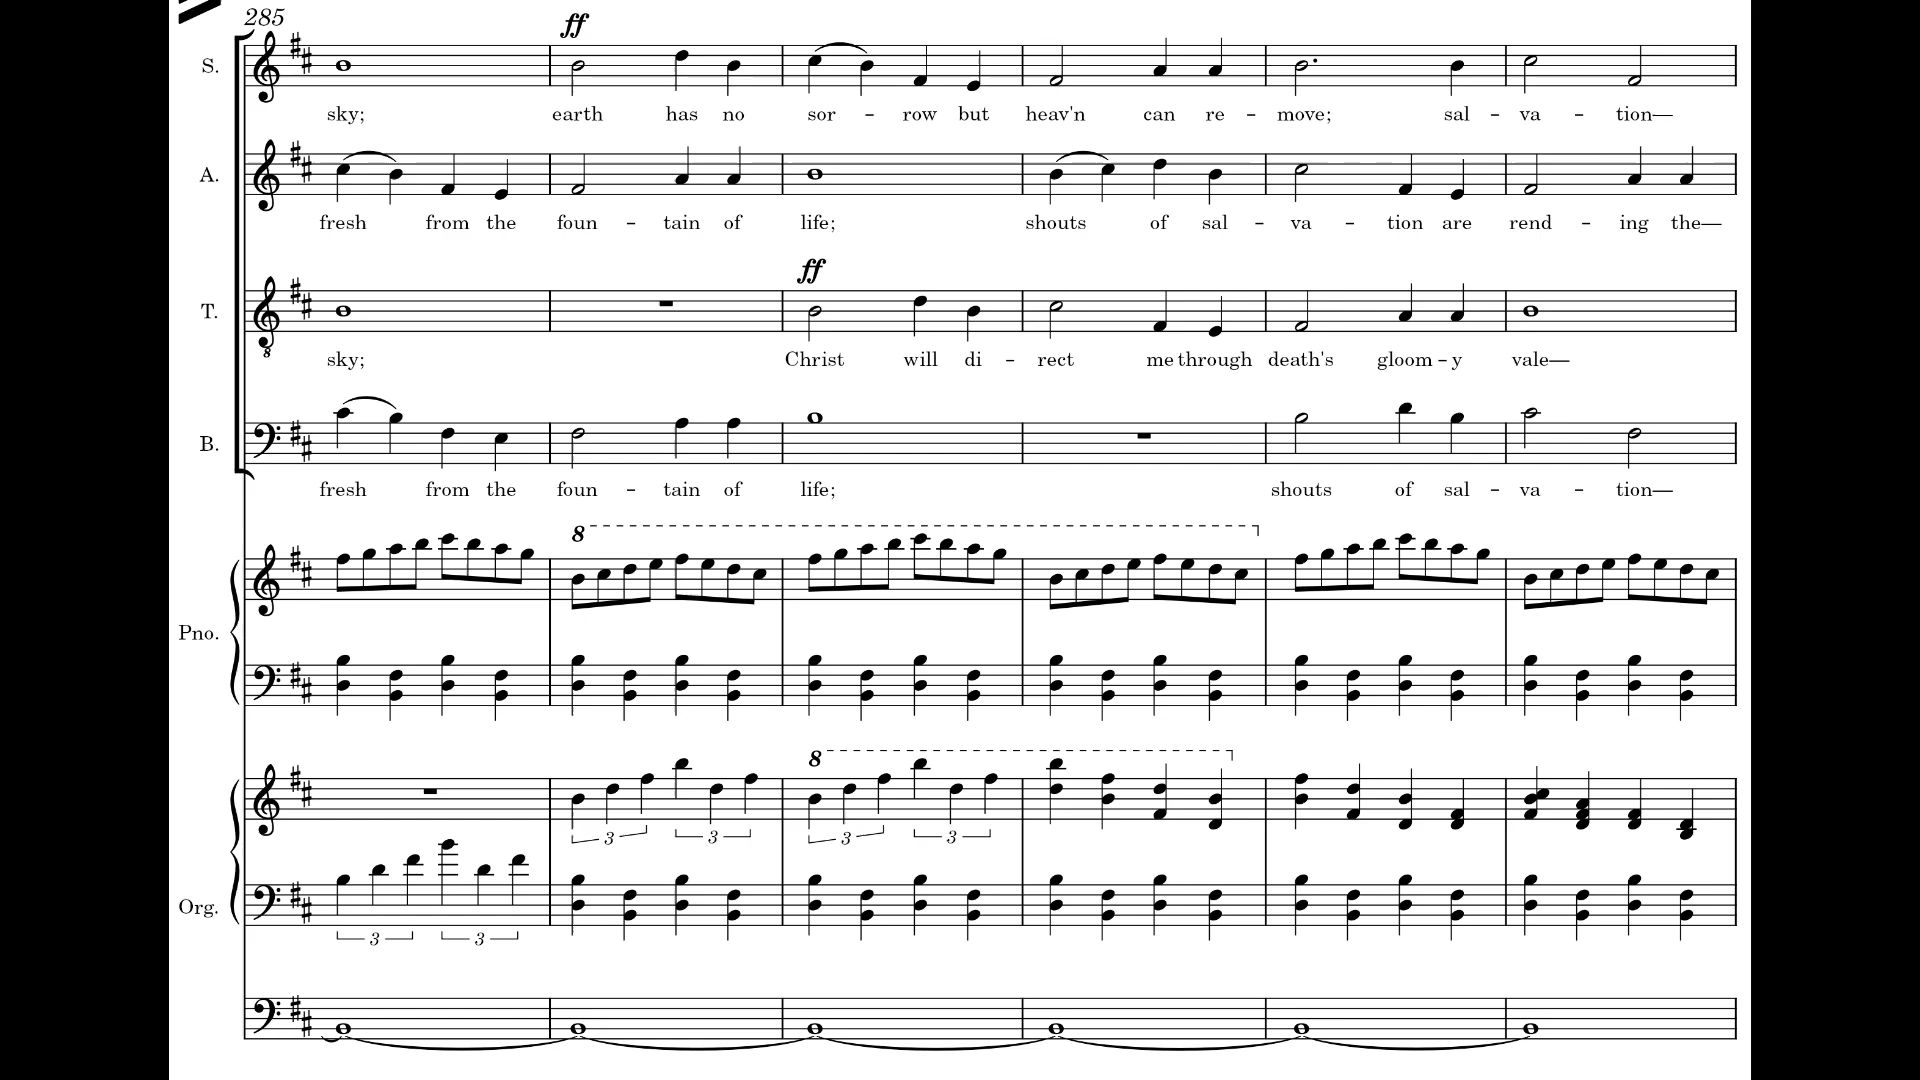 285
ff
S.
sky; earth has no sor - row but heav'n can re - move; sal - va - tion—
A.
fresh from the foun - tain of life; shouts of sal - va - tion are rend - ing the—
ff
T.
8
sky; Christ will di - rect me through death's gloom - y vale—
B.
fresh from the foun - tain of life; shouts of sal - va - tion—
8
Pno.
8
3 3 3 3
Org.
3 3